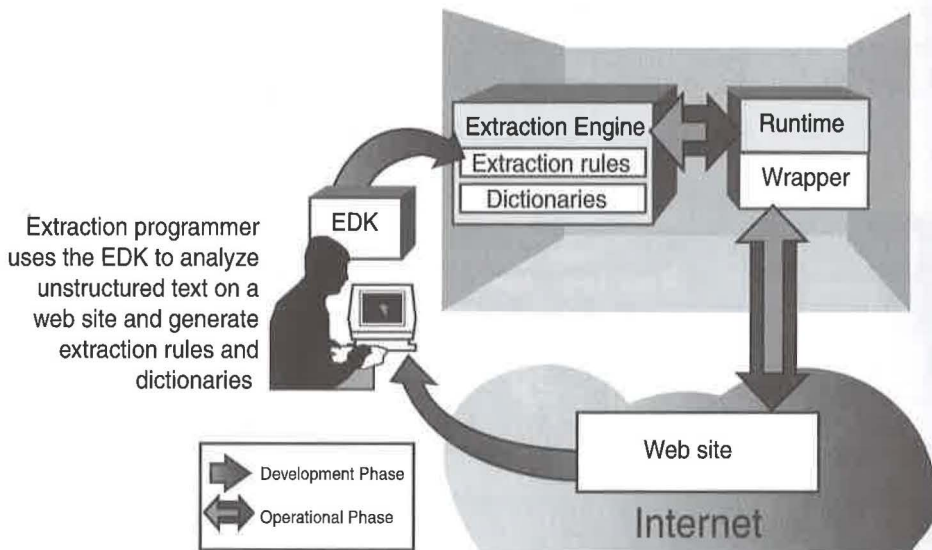 Extraction Engine
Extraction rules
Dictionaries
Runtime
Wrapper
EDK
Extraction programmer
uses the EDK to analyze
unstructured text on a
web site and generate
extraction rules and
dictionaries
Web site
Internet
Development Phase
Operational Phase